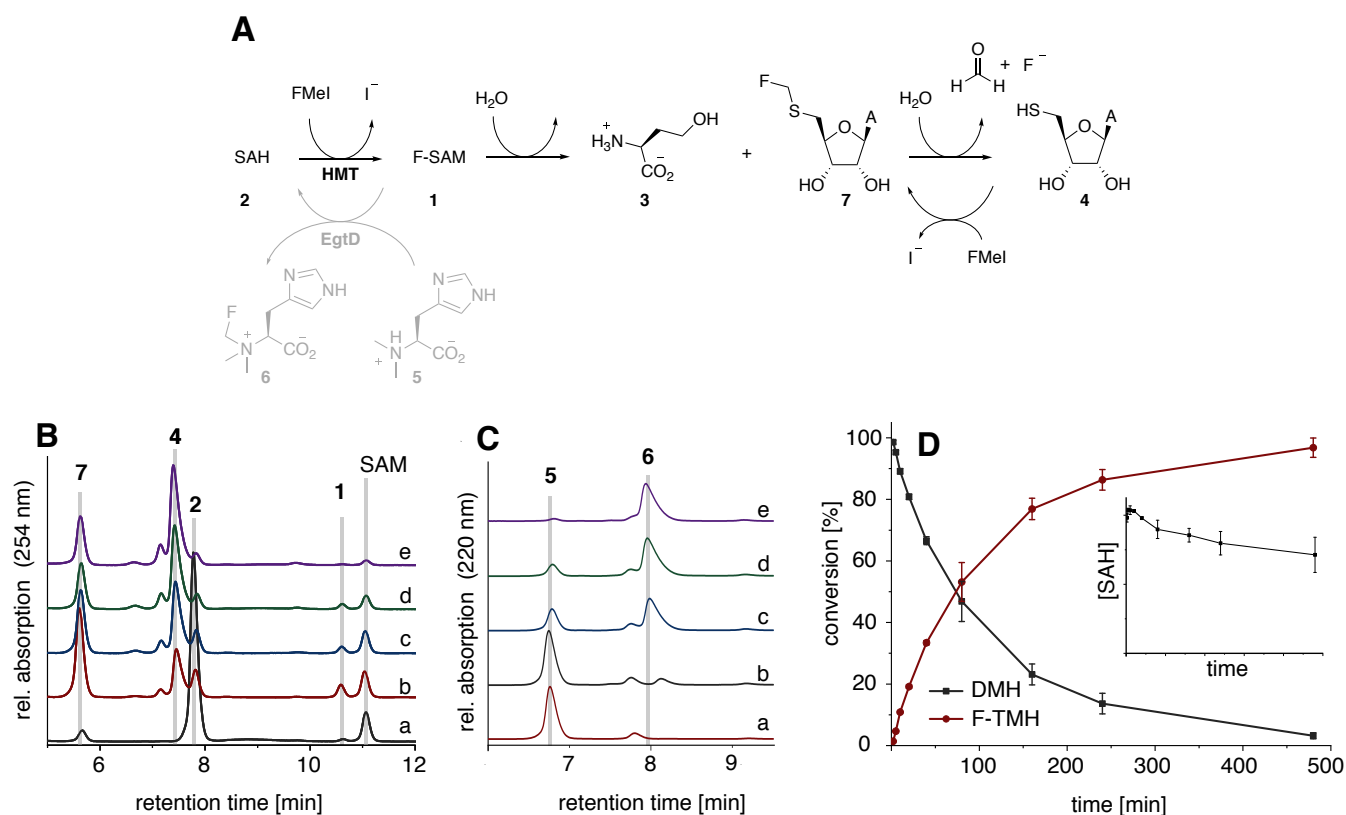 A
FMeI I⁻
H₂O
O
H H + F⁻
F
S
O A
H₂O
HS
O A
SAH
HMT
F-SAM
H₃N⁺ OH
CO₂⁻
+
HO OH
HO OH
2 1 3 7 4
EgtD
I⁻ FMeI
N NH
N NH
F
N⁺ CO₂⁻
H
N⁺ CO₂⁻
6 5
B
7 4 2 1 SAM
rel. absorption (254 nm)
e
d
c
b
a
6 8 10 12
retention time [min]
C
5 6
rel. absorption (220 nm)
e
d
c
b
a
7 8 9
retention time [min]
D
conversion [%]
100
80
60
40
20
0
DMH
F-TMH
[SAH]
time
100 200 300 400 500
time [min]